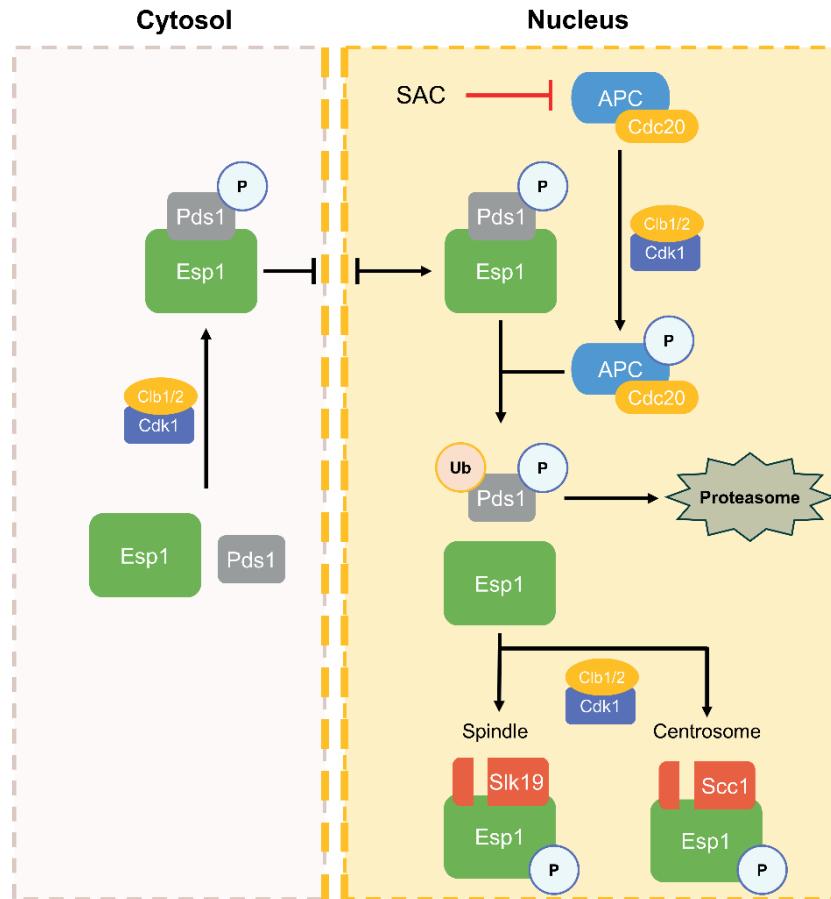 Cytosol
Nucleus
SAC
APC
Cdc20
P
Pds1
Esp1
P
Pds1
Esp1
Clb1/2
Cdk1
P
APC
Cdc20
Clb1/2
Cdk1
Ub
P
Pds1
Proteasome
Esp1
Pds1
Esp1
Clb1/2
Cdk1
Spindle
Centrosome
Slk19
Esp1
P
Scc1
Esp1
P